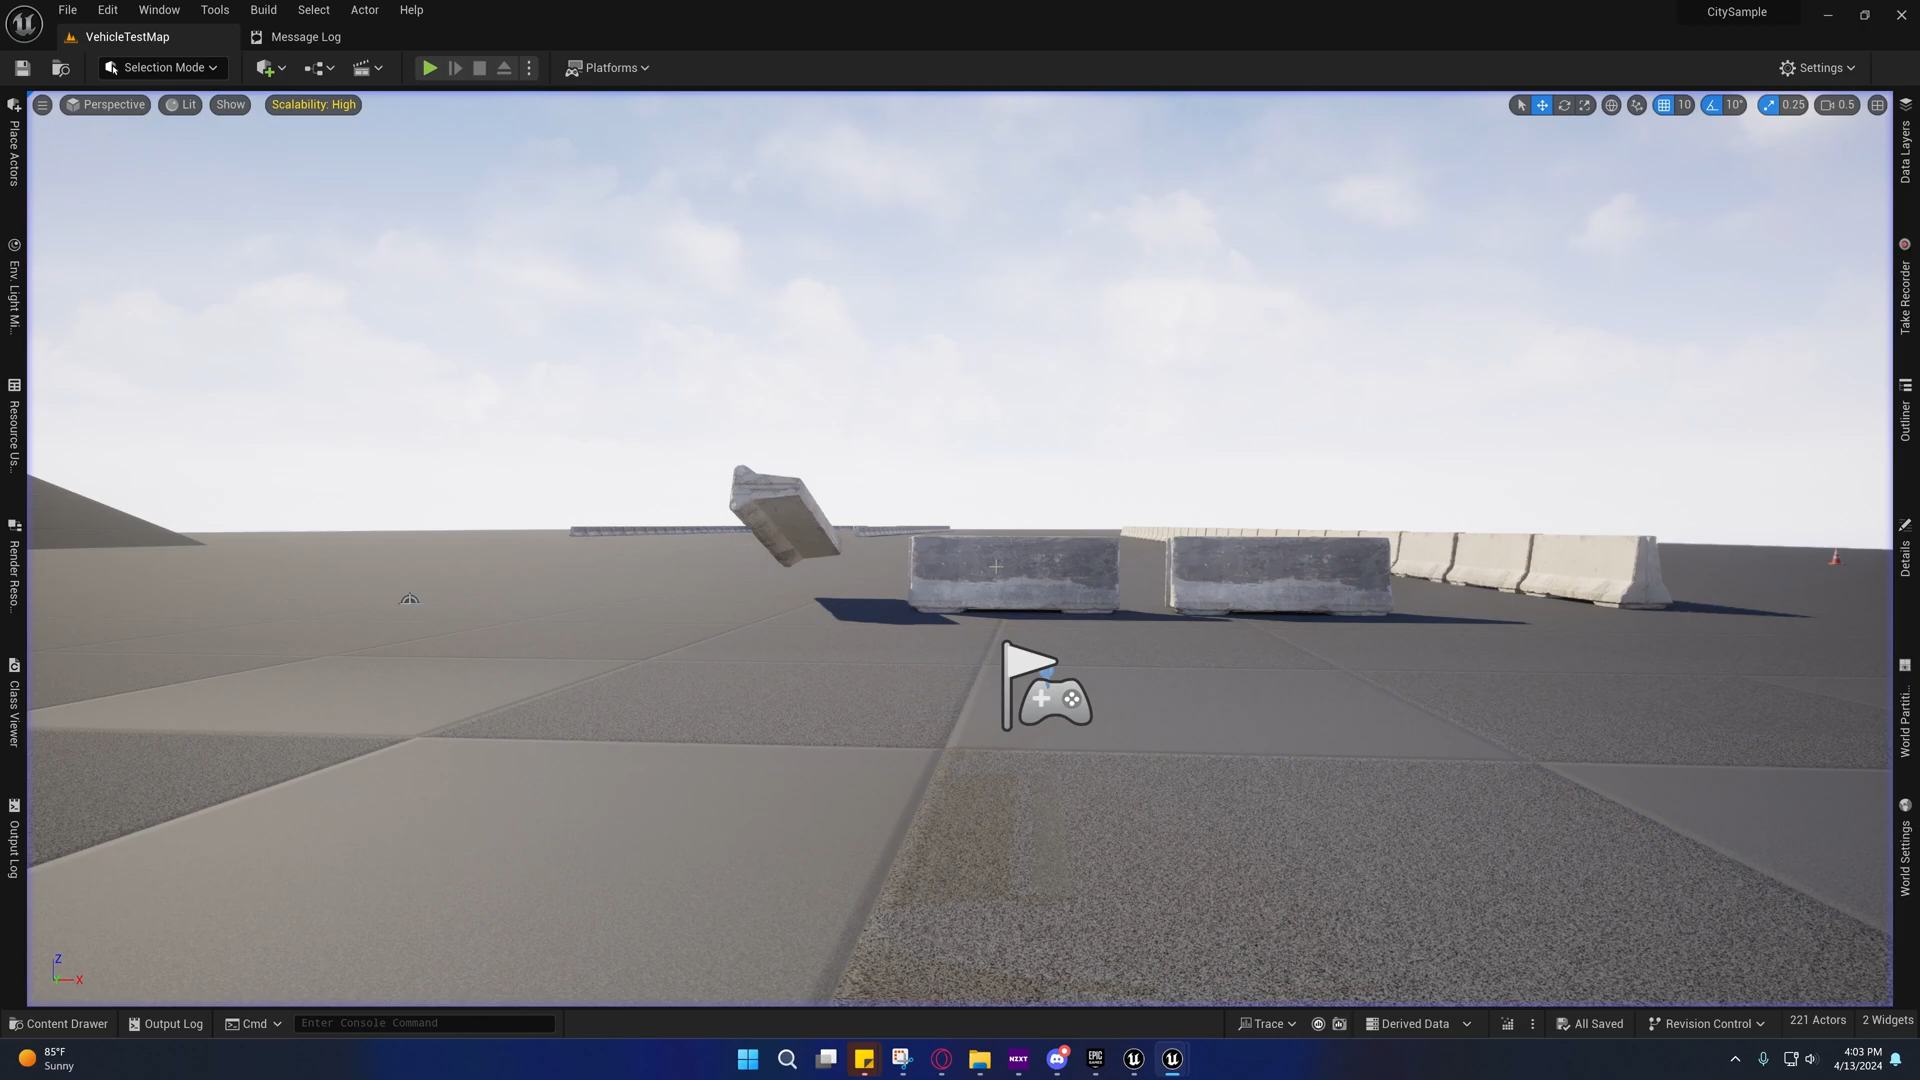 File Edit Window Tools Build Select Actor Help
CitySample
VehicleTestMap
Message Log
Selection Mode
Platforms
Settings
Perspective
Lit
Show
Scalability: High
10
10°
0.25
0.5
Place Actors
Env. Light Mi...
Resource Us...
Render Reso...
Class Viewer
Output Log
Data Layers
Take Recorder
Outliner
Details
World Partiti...
World Settings
Z
X
Content Drawer
Output Log
Cmd
Enter Console Command
Trace
Derived Data
All Saved
Revision Control
221 Actors
2 Widgets
85°F
Sunny
NZXT
EPIC
GAMES
4:03 PM
4/13/2024